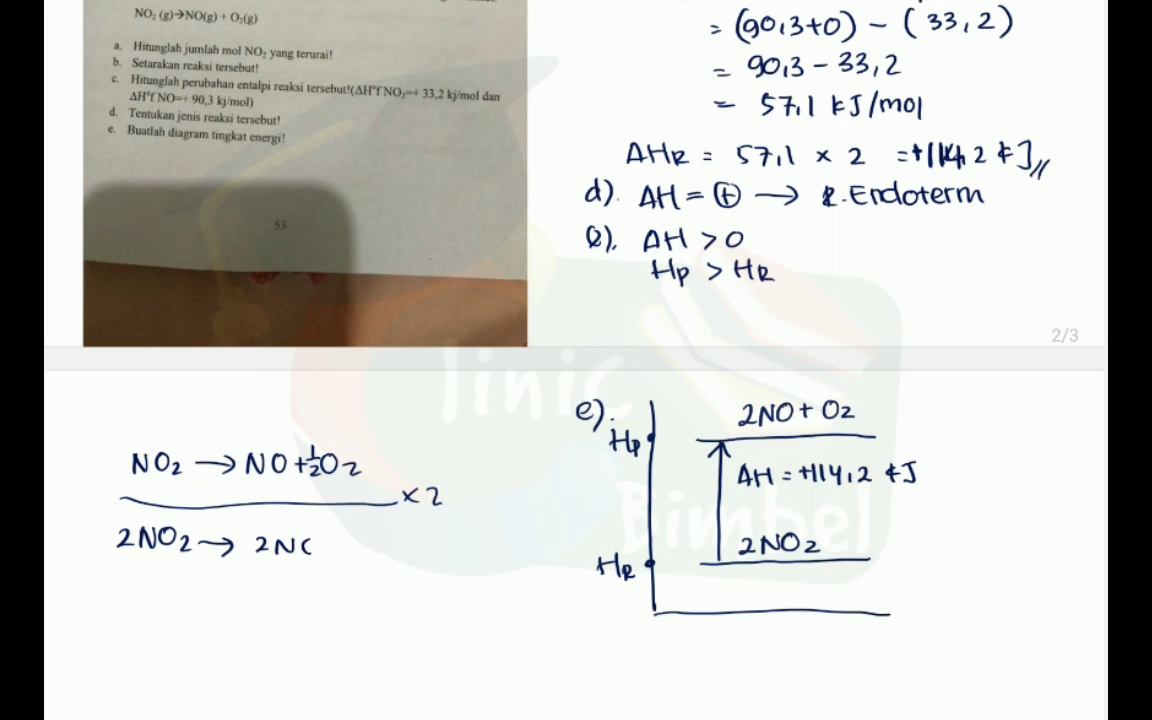 NO₂ (g)→NO(g) + O₂(g)
a. Hitunglah jumlah mol NO₂ yang terurai!
b. Setarakan reaksi tersebut!
c. Hitunglah perubahan entalpi reaksi tersebut!(ΔH°f NO₂=+ 33,2 kj/mol dan
ΔH°f NO=+ 90,3 kj/mol)
d. Tentukan jenis reaksi tersebut!
e. Buatlah diagram tingkat energi!
53
= (90,3+0) - (33,2)
= 90,3 - 33,2
= 57,1 kJ/mol
ΔHR = 57,1 × 2 = +114,2 kJ//
d). ΔH = ⊕ → R.Endoterm
e). ΔH > 0
Hp > HR
2/3
Clinic
Bimbel
NO₂ → NO + ½O₂
× 2
2NO₂ → 2NO
e).
Hp
2NO + O₂
ΔH = +114,2 kJ
2NO₂
HR